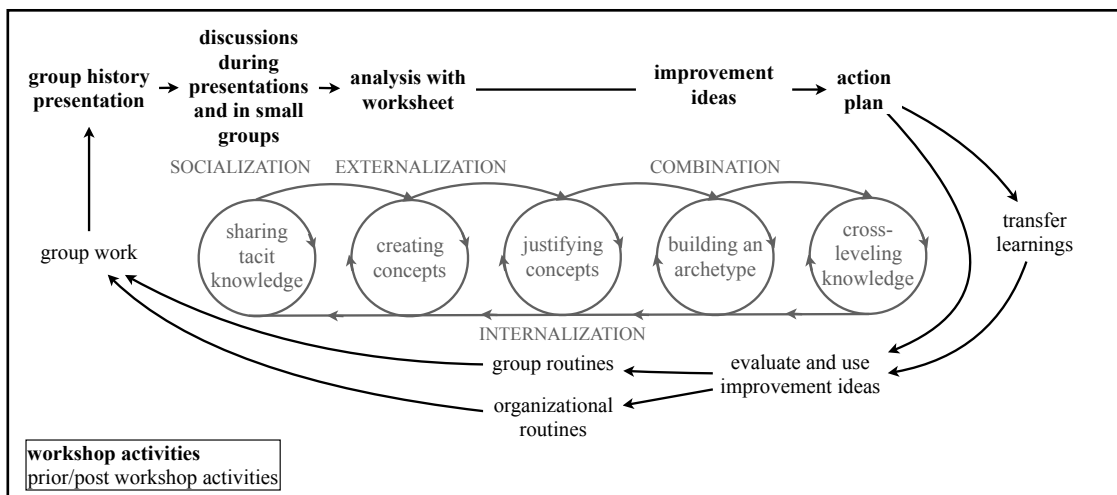 group history
presentation
discussions
during
presentations
and in small
groups
analysis with
worksheet
improvement
ideas
action
plan
SOCIALIZATION
EXTERNALIZATION
COMBINATION
sharing
tacit
knowledge
creating
concepts
justifying
concepts
building an
archetype
cross-
leveling
knowledge
transfer
learnings
group work
INTERNALIZATION
group routines
evaluate and use
improvement ideas
organizational
routines
workshop activities
prior/post workshop activities